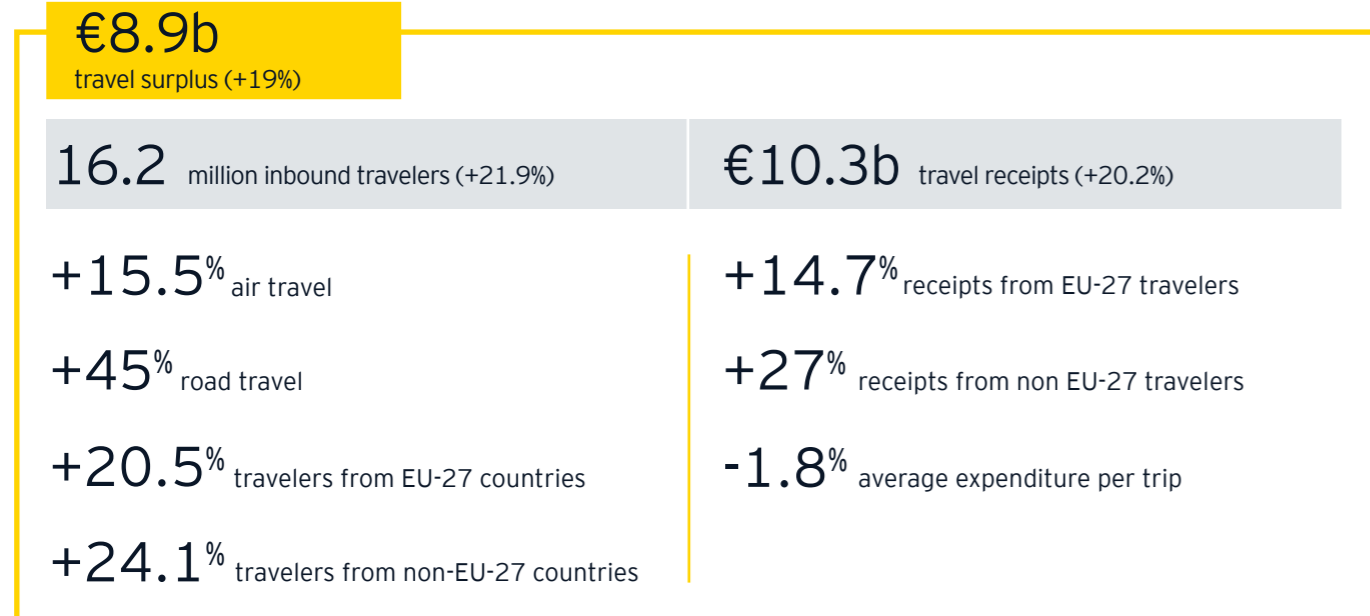 €8.9b
travel surplus (+19%)
16.2 million inbound travelers (+21.9%)
€10.3b travel receipts (+20.2%)
+15.5% air travel
+45% road travel
+20.5% travelers from EU-27 countries
+24.1% travelers from non-EU-27 countries
+14.7% receipts from EU-27 travelers
+27% receipts from non EU-27 travelers
-1.8% average expenditure per trip